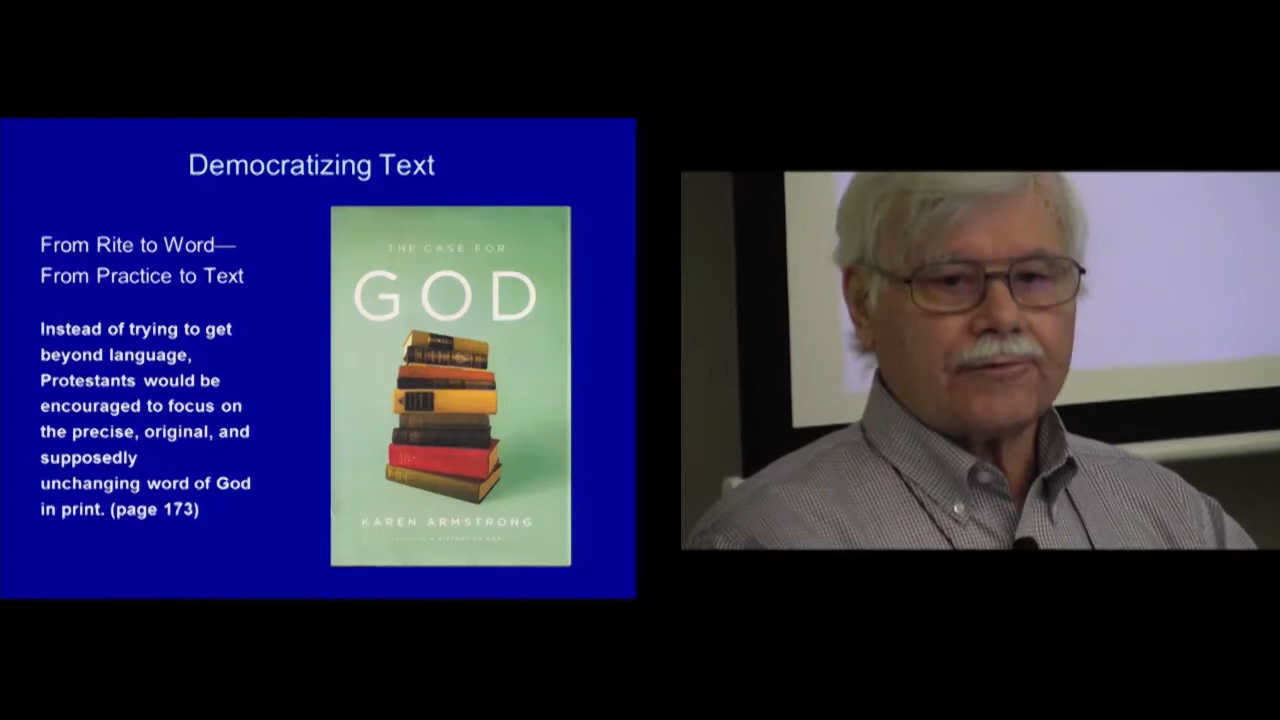 Democratizing Text
From Rite to Word—
From Practice to Text
Instead of trying to get
beyond language,
Protestants would be
encouraged to focus on
the precise, original, and
supposedly
unchanging word of God
in print. (page 173)
THE CASE FOR
GOD
KAREN ARMSTRONG